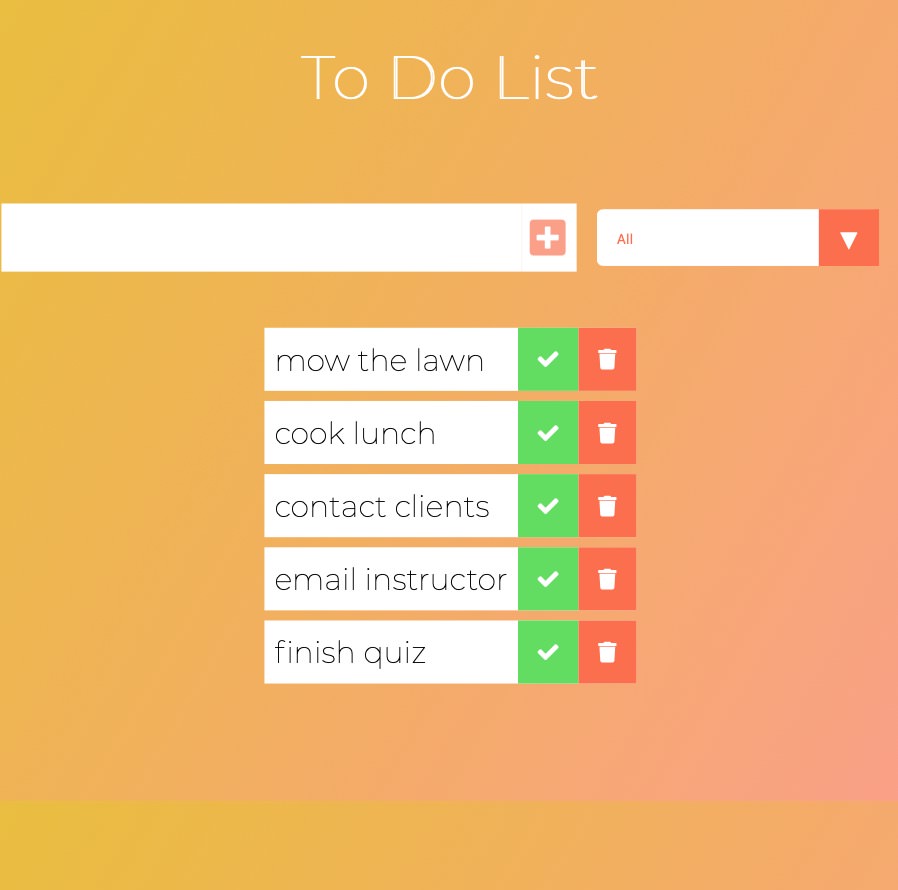 To Do List
All
mow the lawn
cook lunch
contact clients
email instructor
finish quiz